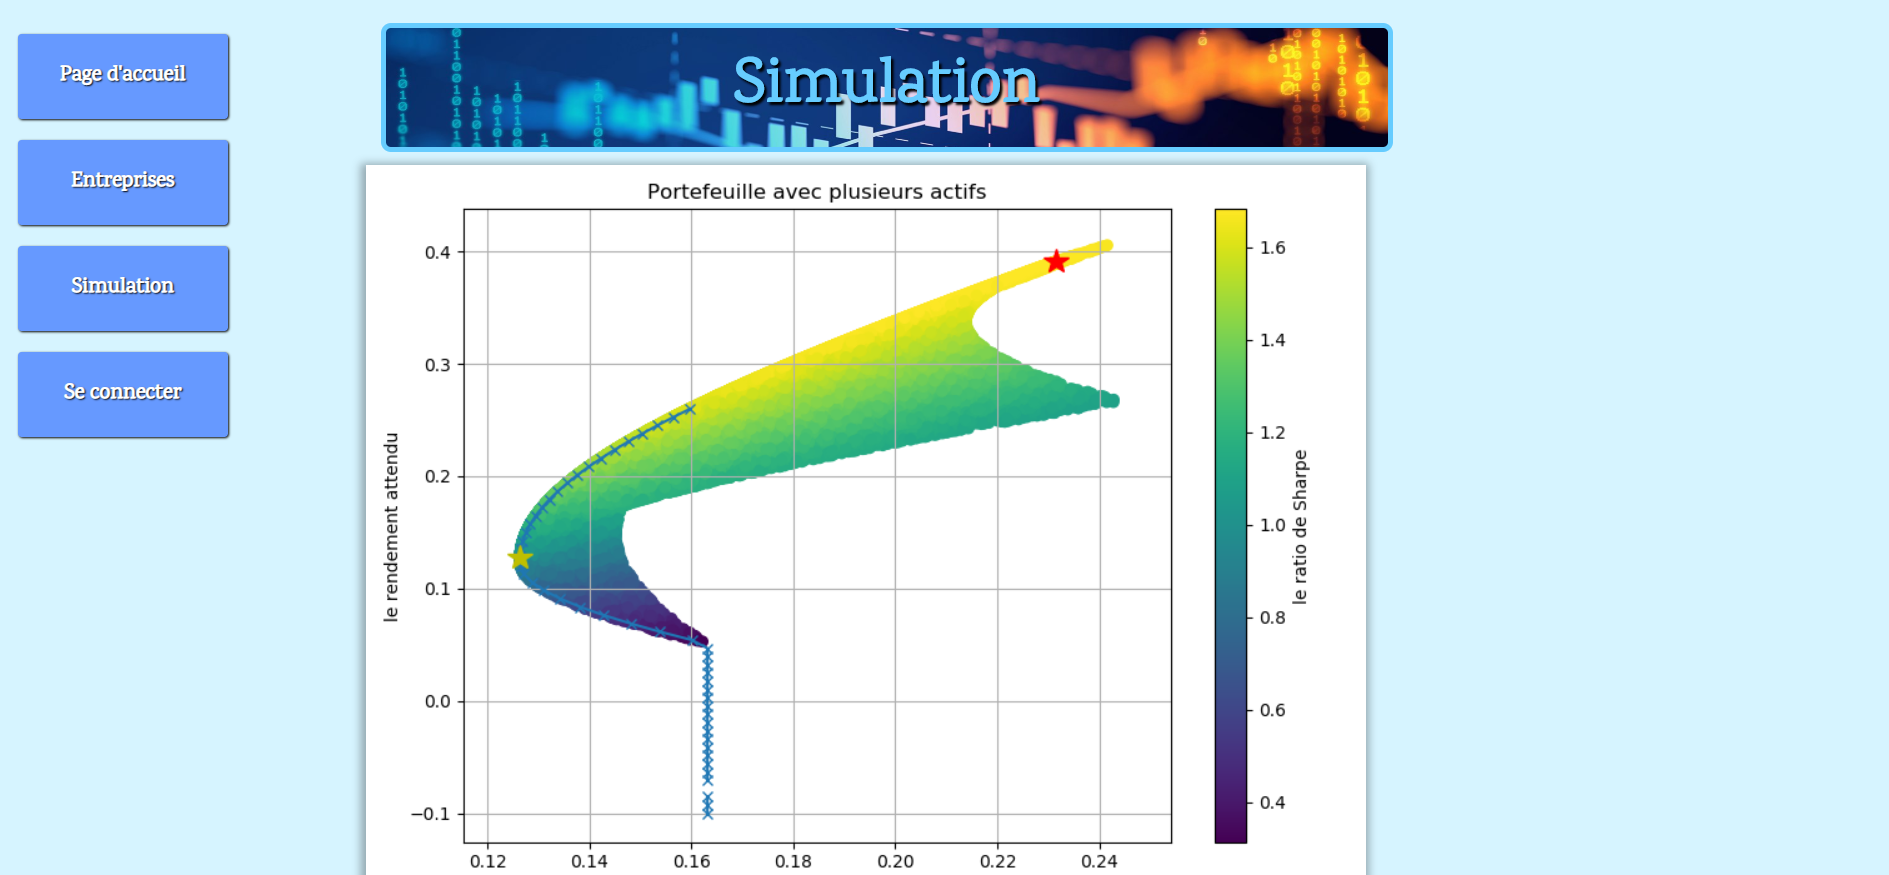 Simulation
Page d'accueil
Entreprises
Simulation
Se connecter
Portefeuille avec plusieurs actifs
le rendement attendu
0.4
0.3
0.2
0.1
0.0
−0.1
0.12 0.14 0.16 0.18 0.20 0.22 0.24
1.6
1.4
1.2
1.0
0.8
0.6
0.4
le ratio de Sharpe